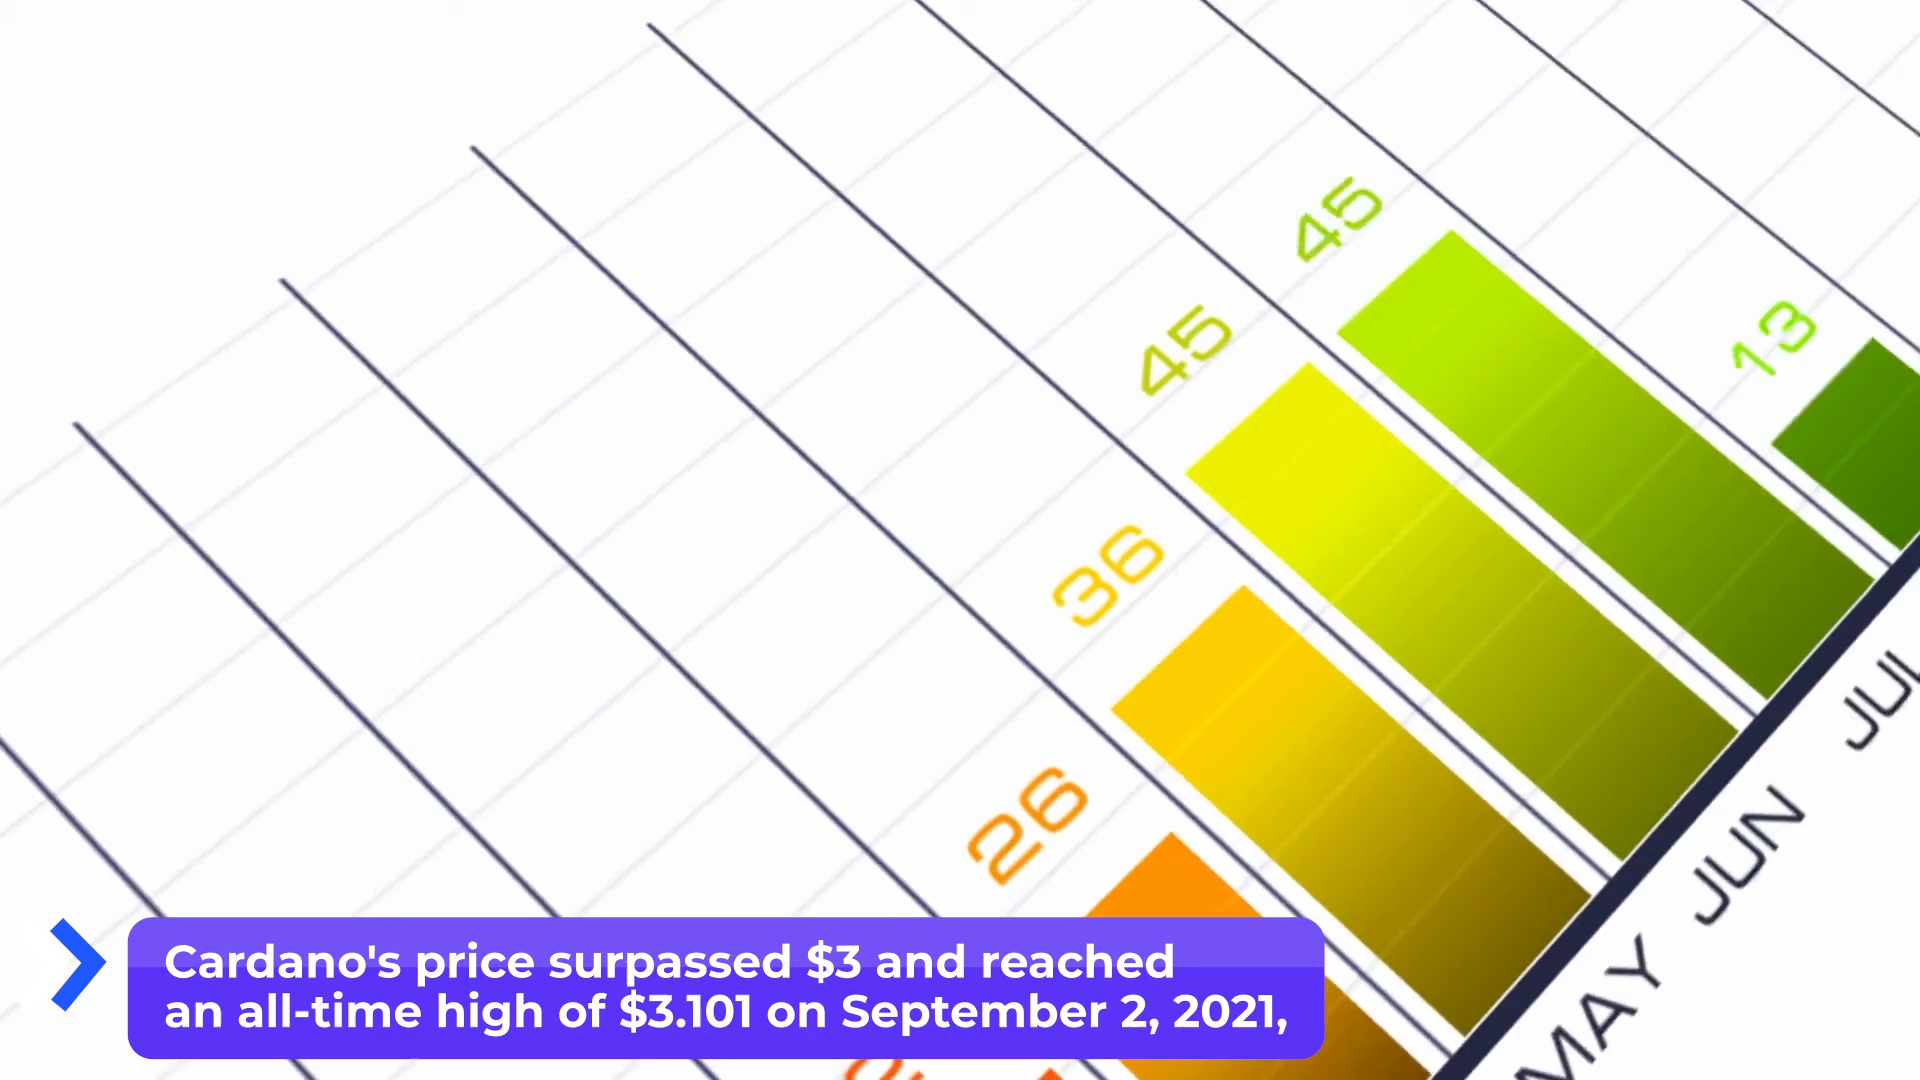 45
45
13
36
26
JUL
JUN
MAY
Cardano's price surpassed $3 and reached
an all-time high of $3.101 on September 2, 2021,